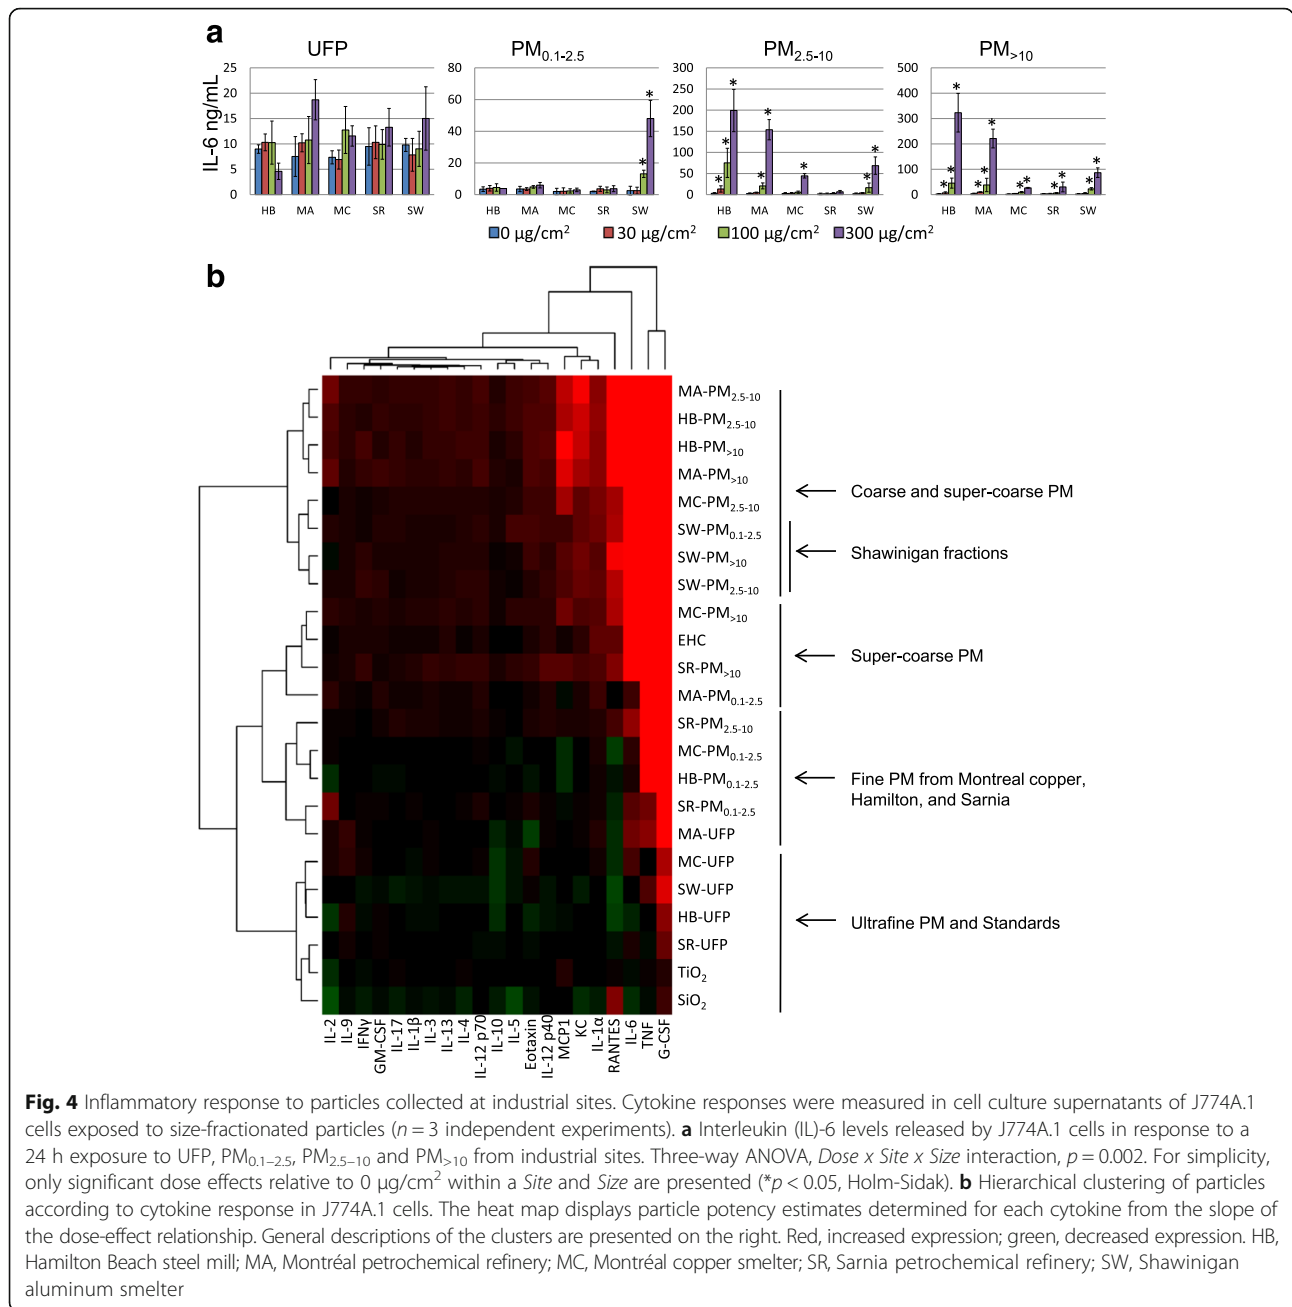 a
UFP
PM0.1-2.5
PM2.5-10
PM>10
IL-6 ng/mL
25
20
15
10
5
0
HB MA MC SR SW
80
60
40
20
0
HB MA MC SR SW
* *
300
250
200
150
100
50
0
HB MA MC SR SW
* * * * * * * *
500
400
300
200
100
0
HB MA MC SR SW
* * * * * * * * * * * *
0 µg/cm² 30 µg/cm² 100 µg/cm² 300 µg/cm²
b
MA-PM2.5-10
HB-PM2.5-10
HB-PM>10
MA-PM>10
MC-PM2.5-10
SW-PM0.1-2.5
SW-PM>10
SW-PM2.5-10
MC-PM>10
EHC
SR-PM>10
MA-PM0.1-2.5
SR-PM2.5-10
MC-PM0.1-2.5
HB-PM0.1-2.5
SR-PM0.1-2.5
MA-UFP
MC-UFP
SW-UFP
HB-UFP
SR-UFP
TiO2
SiO2
Coarse and super-coarse PM
Shawinigan fractions
Super-coarse PM
Fine PM from Montreal copper,
Hamilton, and Sarnia
Ultrafine PM and Standards
IL-2
IL-9
IFNγ
GM-CSF
IL-17
IL-1β
IL-3
IL-13
IL-4
IL-12 p70
IL-10
IL-5
Eotaxin
IL-12 p40
MCP1
KC
IL-1α
RANTES
IL-6
TNF
G-CSF
Fig. 4 Inflammatory response to particles collected at industrial sites. Cytokine responses were measured in cell culture supernatants of J774A.1
cells exposed to size-fractionated particles (n = 3 independent experiments). a Interleukin (IL)-6 levels released by J774A.1 cells in response to a
24 h exposure to UFP, PM0.1–2.5, PM2.5–10 and PM>10 from industrial sites. Three-way ANOVA, Dose x Site x Size interaction, p = 0.002. For simplicity,
only significant dose effects relative to 0 µg/cm² within a Site and Size are presented (*p < 0.05, Holm-Sidak). b Hierarchical clustering of particles
according to cytokine response in J774A.1 cells. The heat map displays particle potency estimates determined for each cytokine from the slope of
the dose-effect relationship. General descriptions of the clusters are presented on the right. Red, increased expression; green, decreased expression. HB,
Hamilton Beach steel mill; MA, Montréal petrochemical refinery; MC, Montréal copper smelter; SR, Sarnia petrochemical refinery; SW, Shawinigan
aluminum smelter